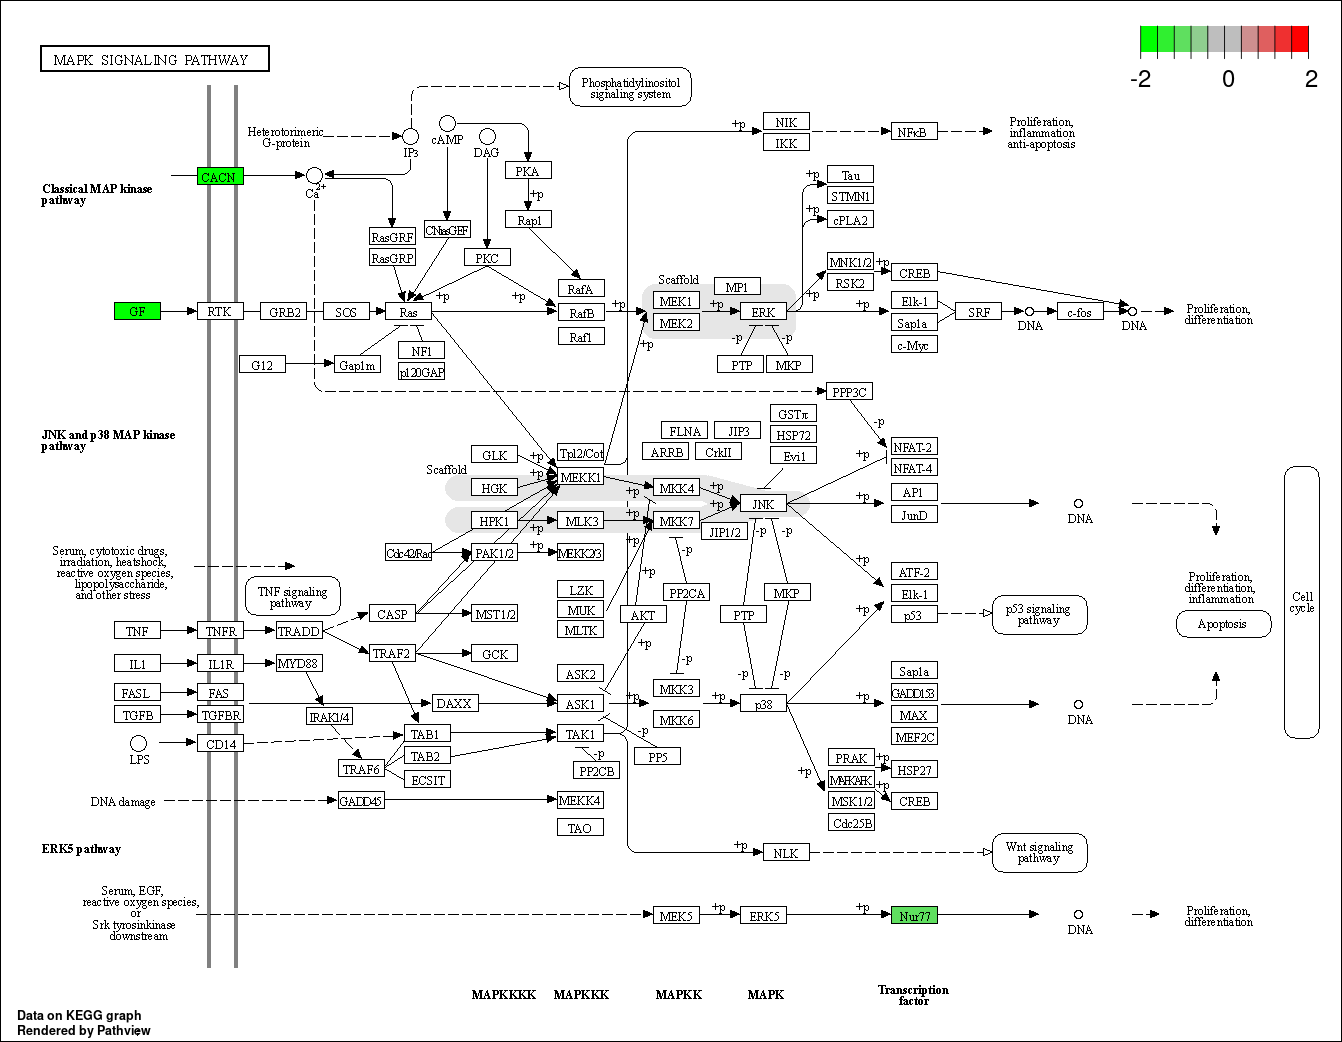 MAPK SIGNALING PATHWAY
-2 0 2
Phosphatidylinositol
signaling system
Heterotorimeric
G-protein
IP3
cAMP
DAG
+p
NIK
IKK
NFκB
Proliferation,
inflammation
anti-apoptosis
Classical MAP kinase
pathway
CACN
Ca2+
PKA
+p
Rap1
+p
Tau
STMN1
+p
cPLA2
RasGRF
RasGRP
CNrasGEF
PKC
RafA
Scaffold
MP1
MNK1/2
+p
RSK2
CREB
GF
RTK
GRB2
SOS
Ras
+p
+p
RafB
+p
Raf1
MEK1
MEK2
+p
ERK
+p
+p
Elk-1
Sap1a
c-Myc
SRF
DNA
c-fos
DNA
Proliferation,
differentiation
G12
Gap1m
NF1
p120GAP
+p
-p
-p
PTP
MKP
PPP3C
-p
JNK and p38 MAP kinase
pathway
Scaffold
GLK
HGK
HPK1
PAK1/2
Cdc42/Rac
+p
+p
+p
+p
Tpl2/Cot
MEKK1
MLK3
MEKK2/3
LZK
MUK
MLTK
FLNA
JIP3
ARRB
CrkII
GSTπ
HSP72
Evi1
+p
+p
+p
MKK4
MKK7
+p
+p
JIP1/2
JNK
+p
+p
+p
NFAT-2
NFAT-4
AP1
JunD
DNA
Serum, cytotoxic drugs,
irradiation, heatshock,
reactive oxygen species,
lipopolysaccharide,
and other stress
TNF signaling
pathway
CASP
MST1/2
-p
PP2CA
-p
AKT
+p
+p
-p
-p
PTP
MKP
-p
-p
ATF-2
Elk-1
p53
+p
p53 signaling
pathway
Proliferation,
differentiation,
inflammation
Apoptosis
Cell
cycle
TNF
TNFR
TRADD
TRAF2
GCK
IL1
IL1R
MYD88
FASL
FAS
DAXX
ASK2
ASK1
+p
MKK3
MKK6
+p
p38
+p
Sap1a
GADD153
MAX
MEF2C
DNA
TGFB
TGFBR
IRAK1/4
LPS
CD14
TAB1
TAB2
ECSIT
TRAF6
TAK1
-p
PP2CB
-p
PP5
+p
PRAK
MAPKAPK
MSK1/2
Cdc25B
+p
+p
HSP27
CREB
DNA damage
GADD45
MEKK4
TAO
ERK5 pathway
+p
NLK
Wnt signaling
pathway
Serum, EGF,
reactive oxygen species,
or
Srk tyrosinkinase
downstream
MEK5
+p
ERK5
+p
Nur77
DNA
Proliferation,
differentiation
MAPKKKK
MAPKKK
MAPKK
MAPK
Transcription
factor
Data on KEGG graph
Rendered by Pathview